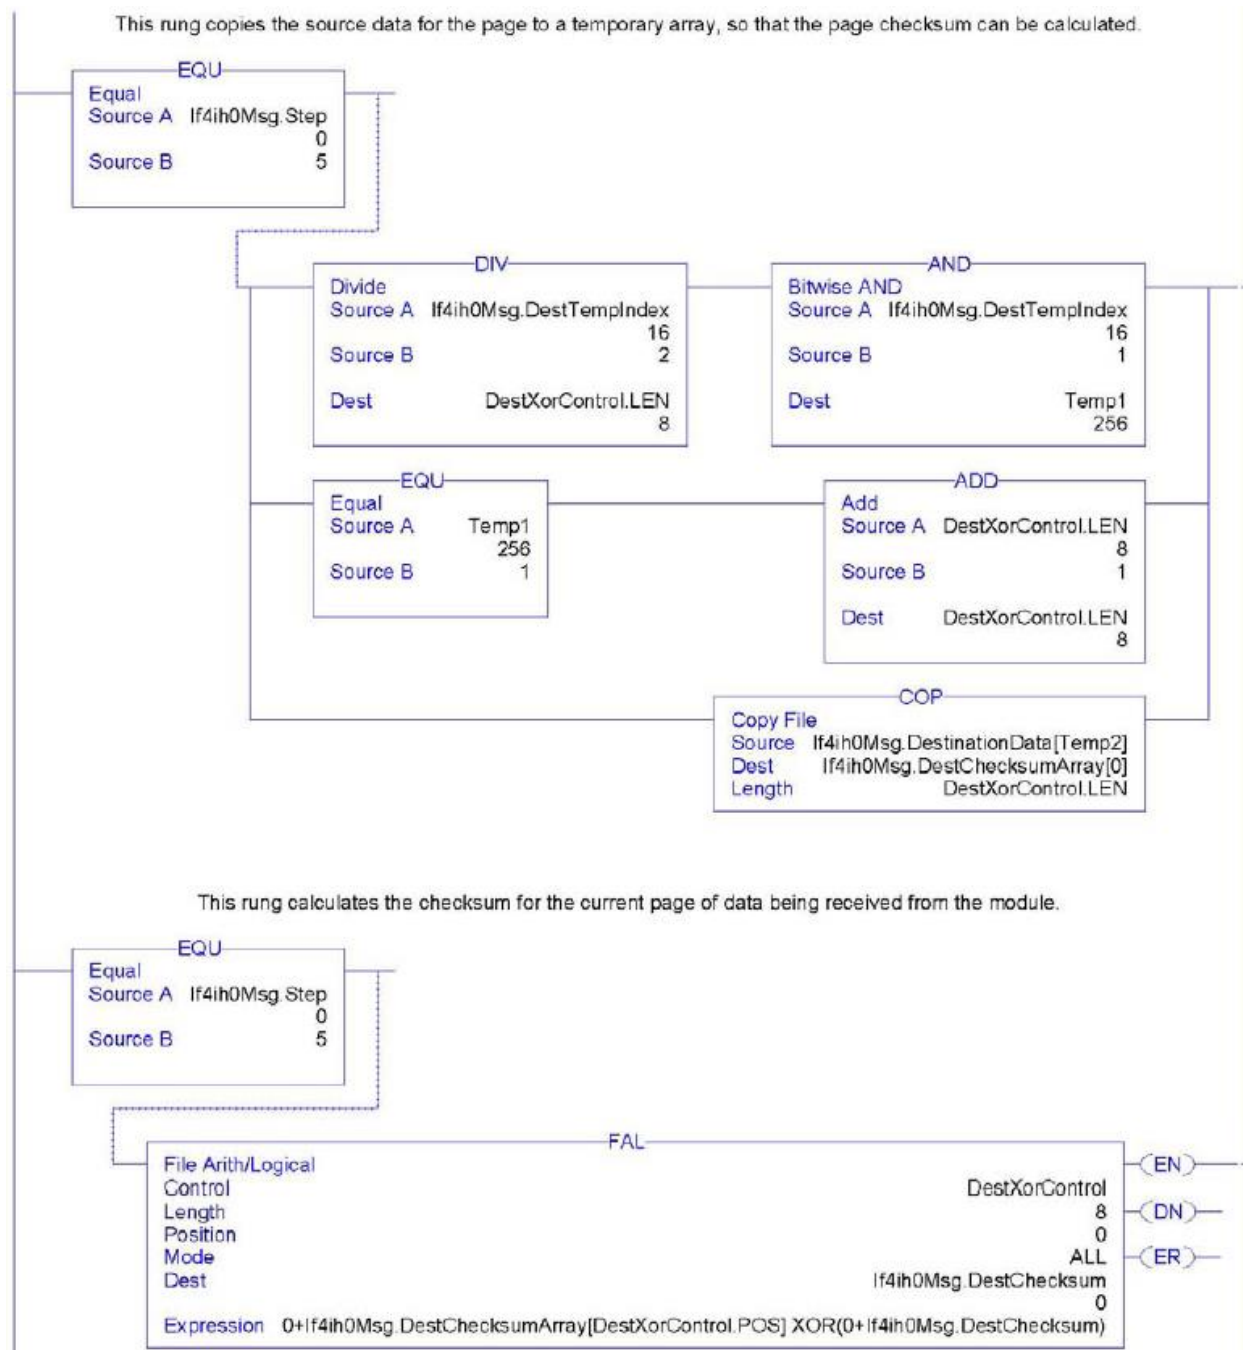 This rung copies the source data for the page to a temporary array, so that the page checksum can be calculated.
EQU
Equal
Source A If4ih0Msg.Step
0
Source B 5
DIV
Divide
Source A If4ih0Msg.DestTempIndex
16
Source B 2
Dest DestXorControl.LEN
8
AND
Bitwise AND
Source A If4ih0Msg.DestTempIndex
16
Source B 1
Dest Temp1
256
EQU
Equal
Source A Temp1
256
Source B 1
ADD
Add
Source A DestXorControl.LEN
8
Source B 1
Dest DestXorControl.LEN
8
COP
Copy File
Source If4ih0Msg.DestinationData[Temp2]
Dest If4ih0Msg.DestChecksumArray[0]
Length DestXorControl.LEN
This rung calculates the checksum for the current page of data being received from the module.
EQU
Equal
Source A If4ih0Msg.Step
0
Source B 5
FAL
File Arith/Logical
Control DestXorControl
Length 8
Position 0
Mode ALL
Dest If4ih0Msg.DestChecksum
0
Expression 0+If4ih0Msg.DestChecksumArray[DestXorControl.POS] XOR(0+If4ih0Msg.DestChecksum)
EN
DN
ER